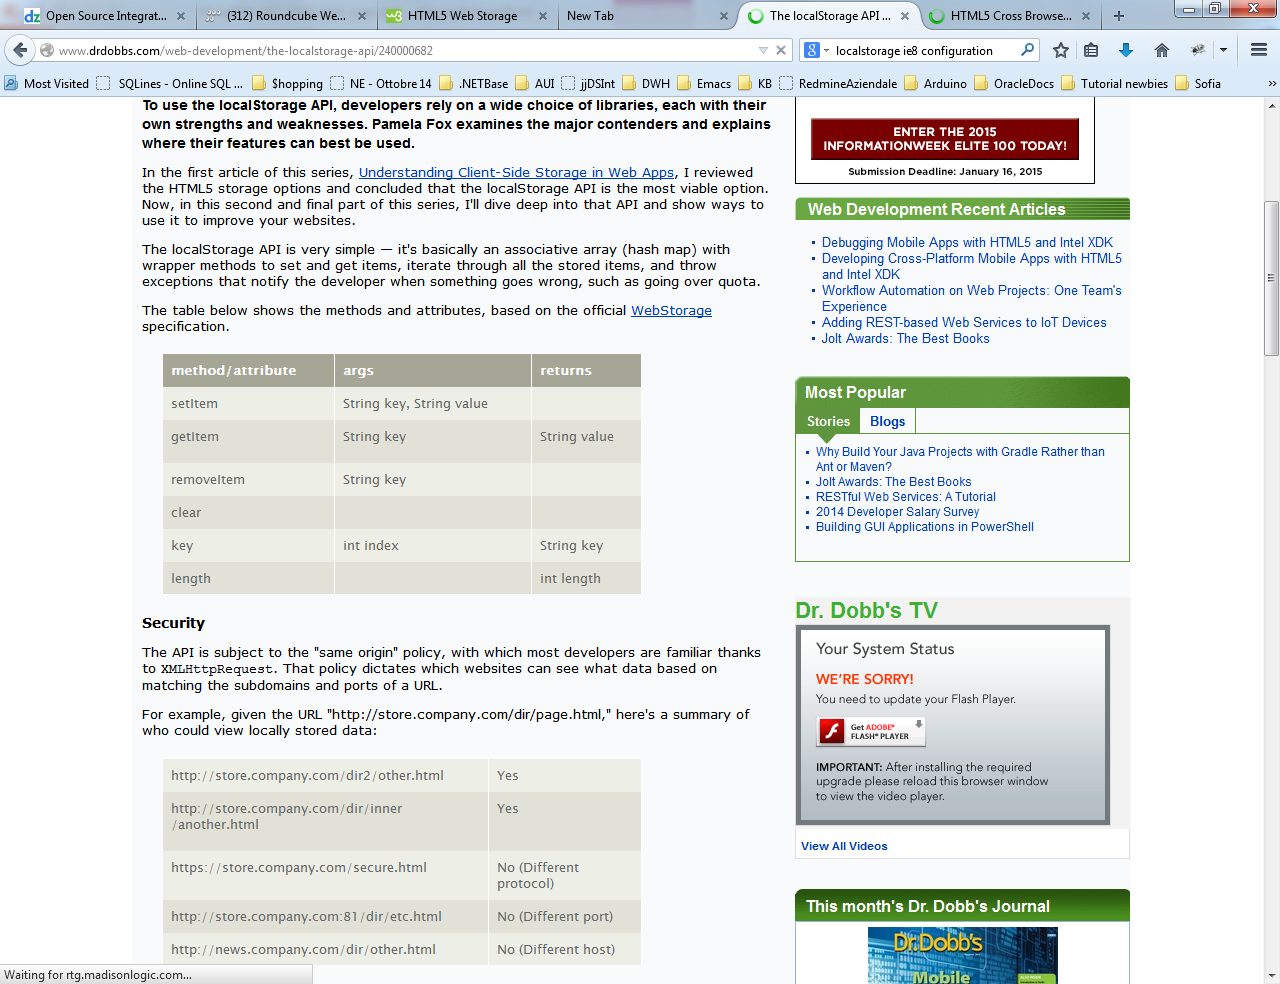 Open Source Integrat...
(312) Roundcube We...
HTML5 Web Storage
New Tab
The localStorage API ...
HTML5 Cross Browse...
www.drdobbs.com/web-development/the-localstorage-api/240000682
localstorage ie8 configuration
Most Visited
SQLines - Online SQL ...
$hopping
NE - Ottobre 14
.NETBase
AUI
jjDSInt
DWH
Emacs
KB
RedmineAziendale
Arduino
OracleDocs
Tutorial newbies
Sofia
To use the localStorage API, developers rely on a wide choice of libraries, each with their
own strengths and weaknesses. Pamela Fox examines the major contenders and explains
where their features can best be used.
In the first article of this series, Understanding Client-Side Storage in Web Apps, I reviewed
the HTML5 storage options and concluded that the localStorage API is the most viable option.
Now, in this second and final part of this series, I'll dive deep into that API and show ways to
use it to improve your websites.
The localStorage API is very simple — it's basically an associative array (hash map) with
wrapper methods to set and get items, iterate through all the stored items, and throw
exceptions that notify the developer when something goes wrong, such as going over quota.
The table below shows the methods and attributes, based on the official WebStorage
specification.
method/attribute args returns
setItem String key, String value
getItem String key String value
removeItem String key
clear
key int index String key
length int length
Security
The API is subject to the "same origin" policy, with which most developers are familiar thanks
to XMLHttpRequest. That policy dictates which websites can see what data based on
matching the subdomains and ports of a URL.
For example, given the URL "http://store.company.com/dir/page.html," here's a summary of
who could view locally stored data:
http://store.company.com/dir2/other.html Yes
http://store.company.com/dir/inner Yes
/another.html
https://store.company.com/secure.html No (Different
protocol)
http://store.company.com:81/dir/etc.html No (Different port)
http://news.company.com/dir/other.html No (Different host)
ENTER THE 2015
INFORMATIONWEEK ELITE 100 TODAY!
Submission Deadline: January 16, 2015
Web Development Recent Articles
Debugging Mobile Apps with HTML5 and Intel XDK
Developing Cross-Platform Mobile Apps with HTML5
and Intel XDK
Workflow Automation on Web Projects: One Team's
Experience
Adding REST-based Web Services to IoT Devices
Jolt Awards: The Best Books
Most Popular
Stories Blogs
Why Build Your Java Projects with Gradle Rather than
Ant or Maven?
Jolt Awards: The Best Books
RESTful Web Services: A Tutorial
2014 Developer Salary Survey
Building GUI Applications in PowerShell
Dr. Dobb's TV
Your System Status
WE'RE SORRY!
You need to update your Flash Player.
Get ADOBE®
FLASH® PLAYER
IMPORTANT: After installing the required
upgrade please reload this browser window
to view the video player.
View All Videos
This month's Dr. Dobb's Journal
Dr.Dobb's
Mobile
Waiting for rtg.madisonlogic.com...